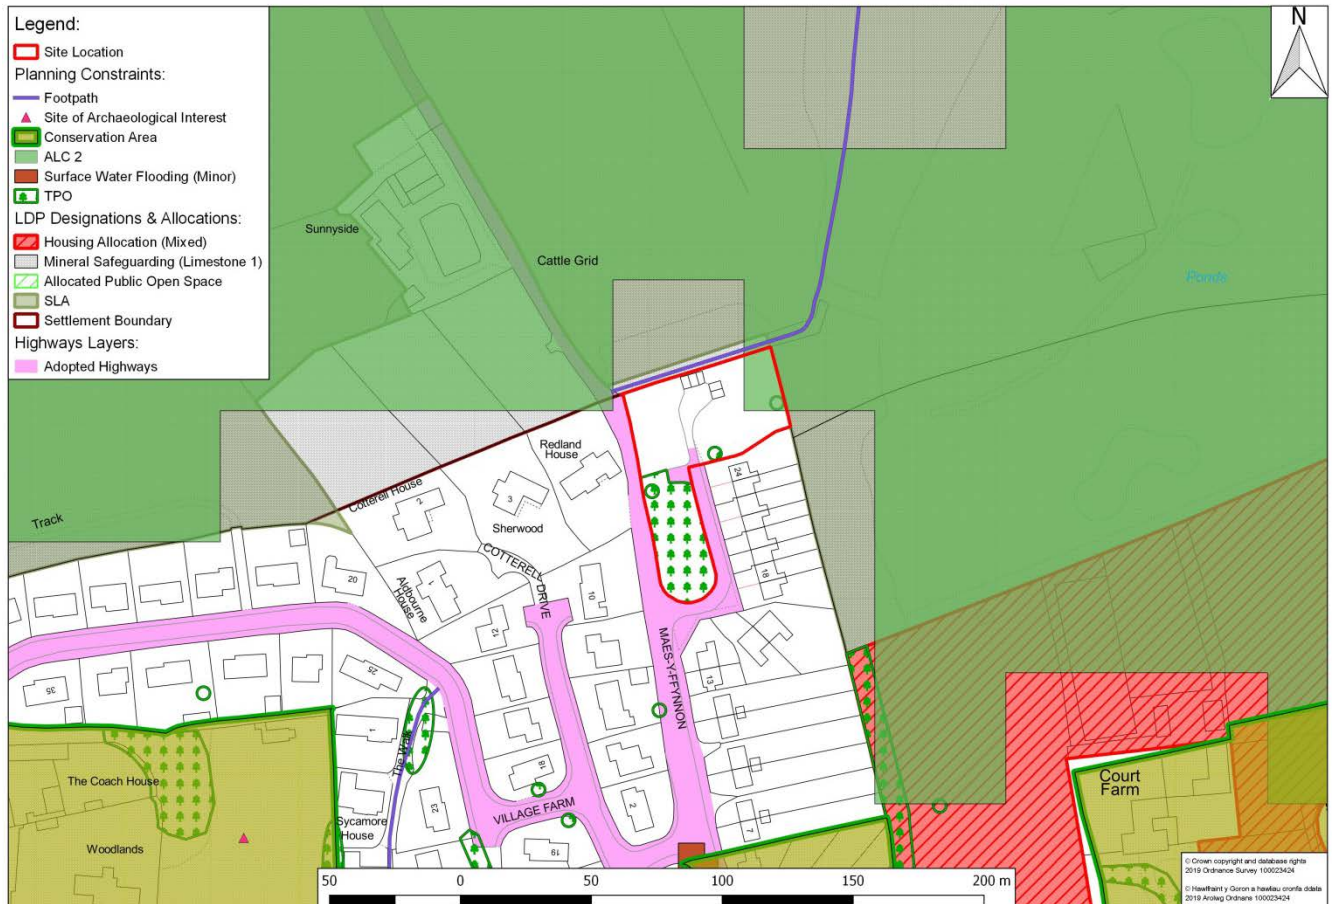 Legend:
Site Location
Planning Constraints:
Footpath
Site of Archaeological Interest
Conservation Area
ALC 2
Surface Water Flooding (Minor)
TPO
LDP Designations & Allocations:
Housing Allocation (Mixed)
Mineral Safeguarding (Limestone 1)
Allocated Public Open Space
SLA
Settlement Boundary
Highways Layers:
Adopted Highways
N
Sunnyside
Cattle Grid
Ponds
Redland
House
Cotterell House
2
3
Sherwood
24
Track
COTTERELL DRIVE
20
Aldbourne
House
1
10
18
12
MAES-Y-FFYNNON
13
35
25
1
The Walk
The Coach House
18
2
23
VILLAGE FARM
7
Sycamore
House
19
Woodlands
Court
Farm
50
0
50
100
150
200 m
© Crown copyright and database rights
2019 Ordnance Survey 100023424
© Hawlfraint y Goron a hawliau cronfa ddata
2019 Arolwg Ordnans 100023424